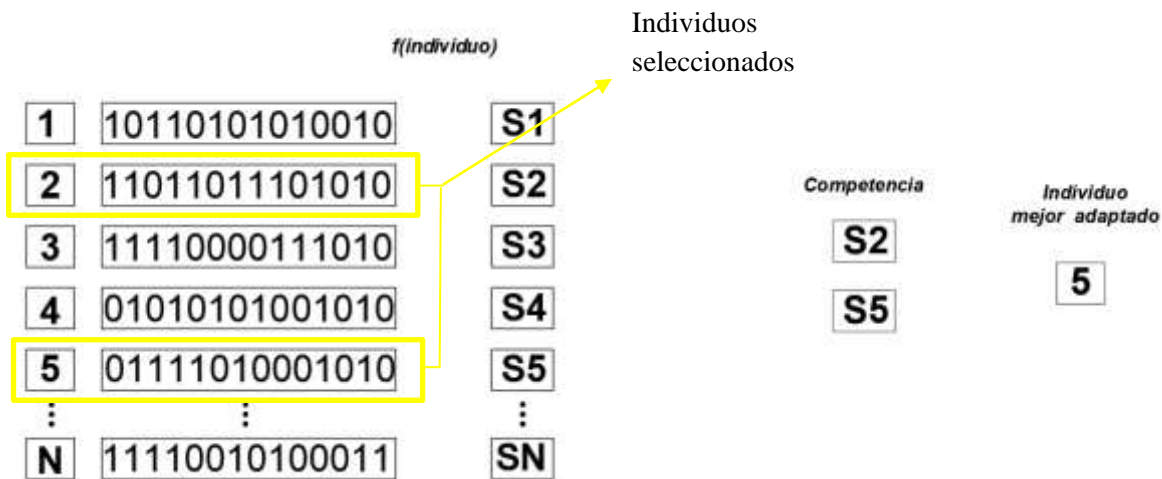 Individuos
seleccionados
f(individuo)
1 10110101010010 S1
2 11011011101010 S2
3 11110000111010 S3
4 01010101001010 S4
5 01111010001010 S5
⋮ ⋮ ⋮
N 11110010100011 SN
Competencia
S2
S5
Individuo
mejor adaptado
5